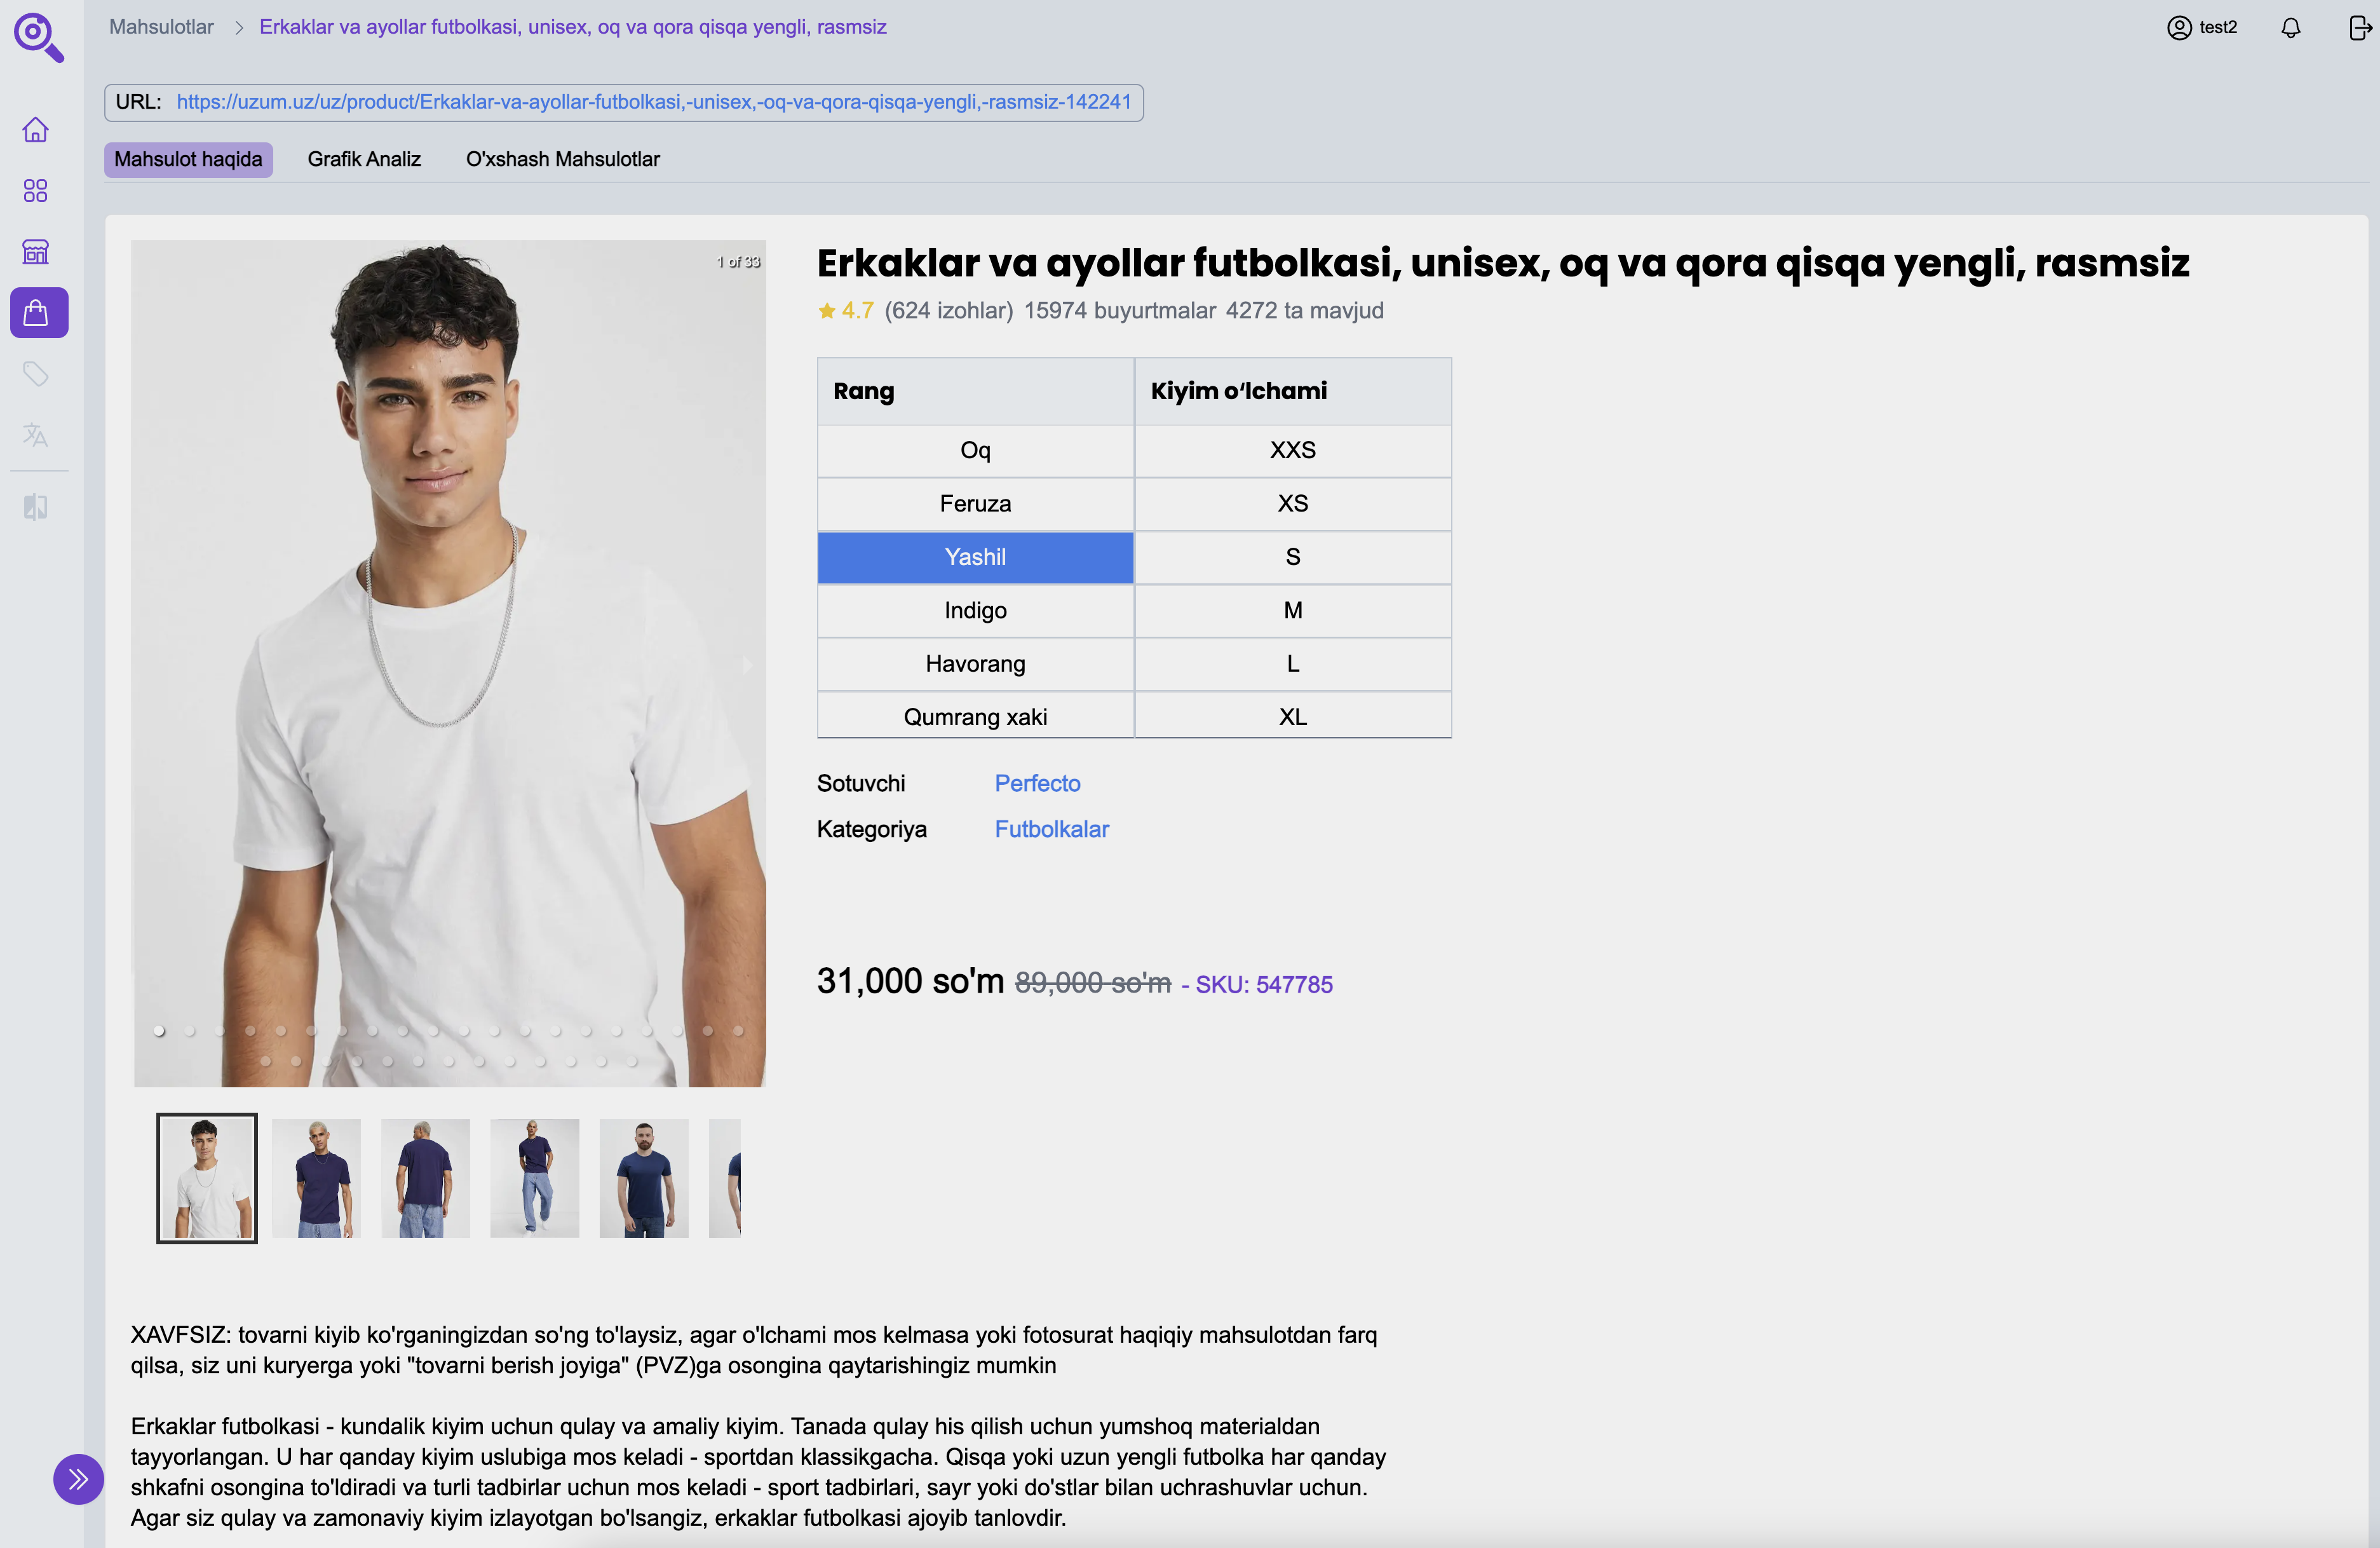 Mahsulotlar > Erkaklar va ayollar futbolkasi, unisex, oq va qora qisqa yengli, rasmsiz
test2
URL: https://uzum.uz/uz/product/Erkaklar-va-ayollar-futbolkasi,-unisex,-oq-va-qora-qisqa-yengli,-rasmsiz-142241
Mahsulot haqida
Grafik Analiz
O'xshash Mahsulotlar
1 of 33
Erkaklar va ayollar futbolkasi, unisex, oq va qora qisqa yengli, rasmsiz
4.7 (624 izohlar) 15974 buyurtmalar 4272 ta mavjud
Rang Kiyim o‘lchami
Oq XXS
Feruza XS
Yashil S
Indigo M
Havorang L
Qumrang xaki XL
Sotuvchi Perfecto
Kategoriya Futbolkalar
31,000 so'm 89,000 so'm - SKU: 547785
XAVFSIZ: tovarni kiyib ko'rganingizdan so'ng to'laysiz, agar o'lchami mos kelmasa yoki fotosurat haqiqiy mahsulotdan farq
qilsa, siz uni kuryerga yoki "tovarni berish joyiga" (PVZ)ga osongina qaytarishingiz mumkin
Erkaklar futbolkasi - kundalik kiyim uchun qulay va amaliy kiyim. Tanada qulay his qilish uchun yumshoq materialdan
tayyorlangan. U har qanday kiyim uslubiga mos keladi - sportdan klassikgacha. Qisqa yoki uzun yengli futbolka har qanday
shkafni osongina to'ldiradi va turli tadbirlar uchun mos keladi - sport tadbirlari, sayr yoki do'stlar bilan uchrashuvlar uchun.
Agar siz qulay va zamonaviy kiyim izlayotgan bo'lsangiz, erkaklar futbolkasi ajoyib tanlovdir.